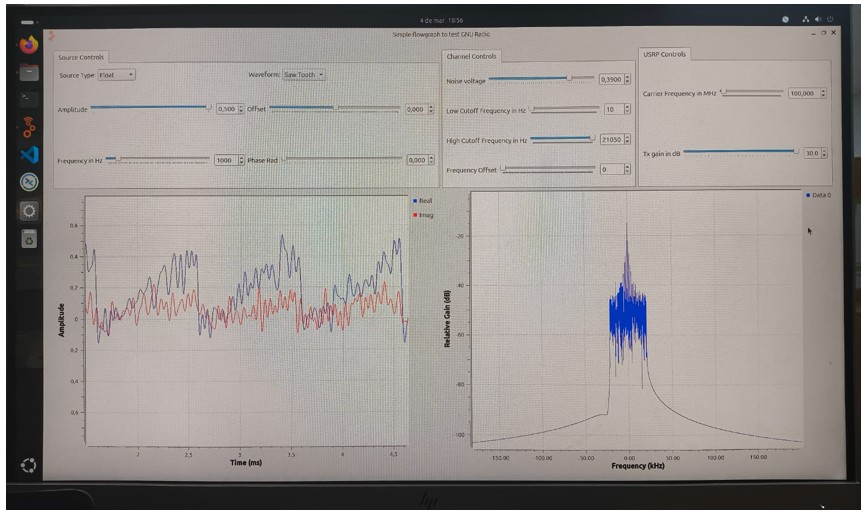 4 de mar 18:56
Simple flowgraph to test GNU Radio
Source Controls
Source Type: Float
Waveform: Saw Tooth
Amplitude 0,500
Offset 0,000
Frequency in Hz 1000
Phase Rad 0,000
Channel Controls
Noise voltage 0,3900
Low Cutoff Frequency in Hz 10
High Cutoff Frequency in Hz 21050
Frequency Offset 0
USRP Controls
Carrier Frequency in MHz 100,000
Tx gain in dB 30.0
Real
Imag
Amplitude
0,6
0,4
0,2
0
0,2
0,4
0,6
2
2,5
3
3,5
4
4,5
Time (ms)
Data 0
Relative Gain (dB)
-20
-40
-60
-80
-100
-150.00
-100.00
-50.00
0.00
50.00
100.00
150.00
Frequency (kHz)
hp